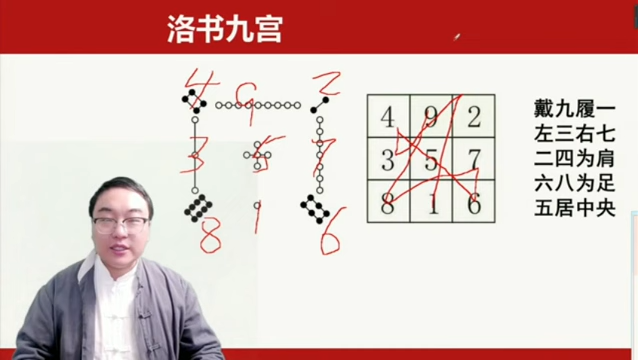 洛书九宫
4 9 2
3 5 7
8 1 6
4 9 2
3 5 7
8 1 6
戴九履一
左三右七
二四为肩
六八为足
五居中央